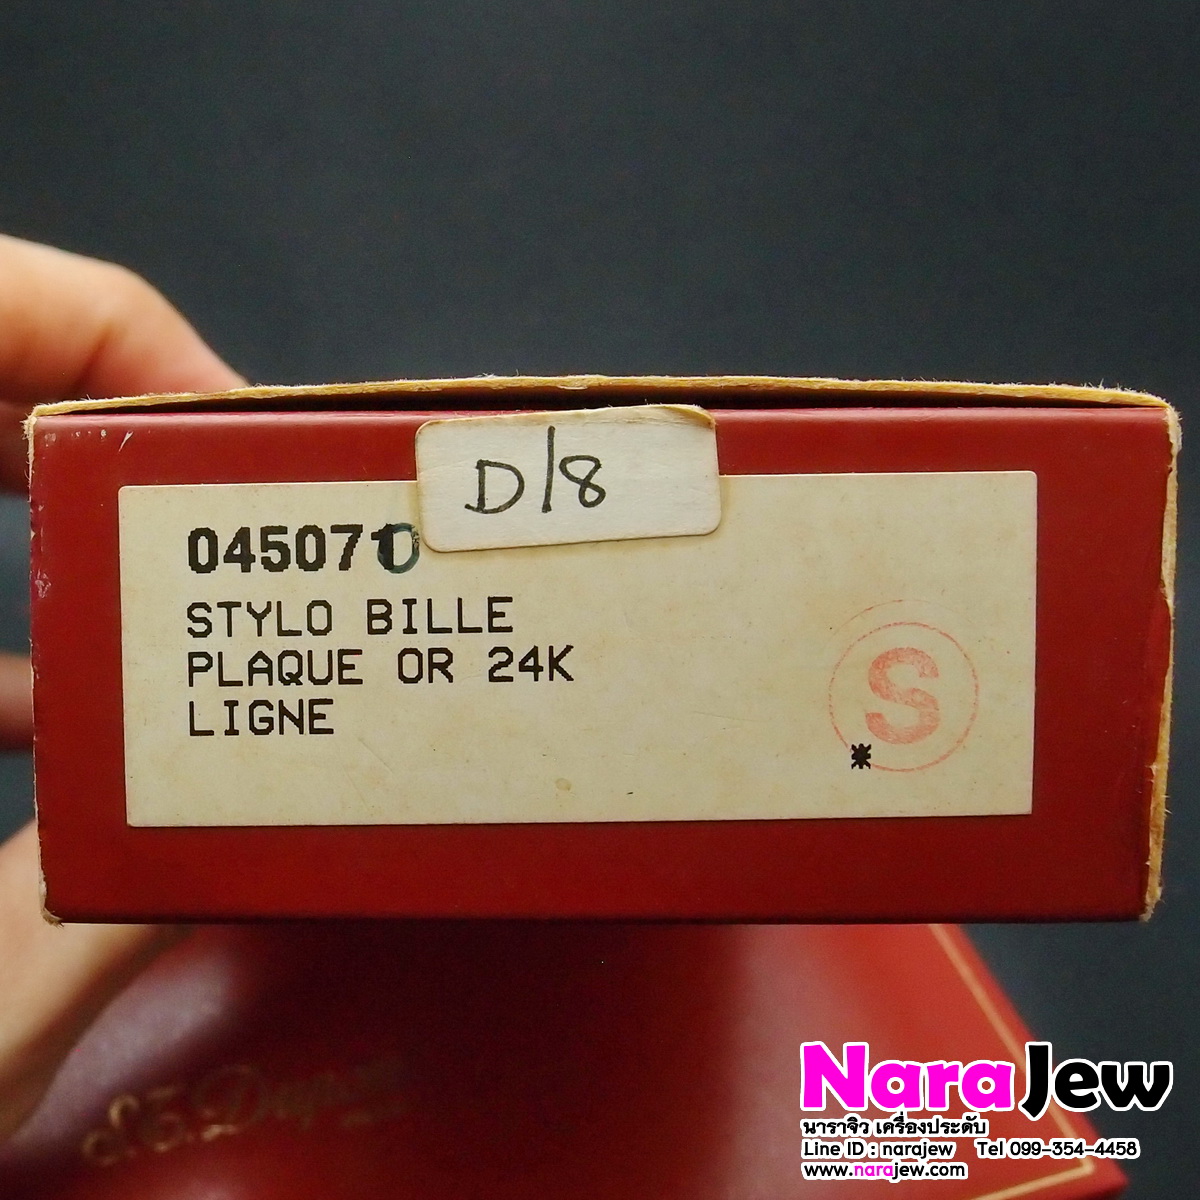 D/8
045071
STYLO BILLE
PLAQUE OR 24K
LIGNE
S
*
S.T. Dupont
NaraJew
นาราจิว เครื่องประดับ
Line ID : narajew Tel 099-354-4458
www.narajew.com